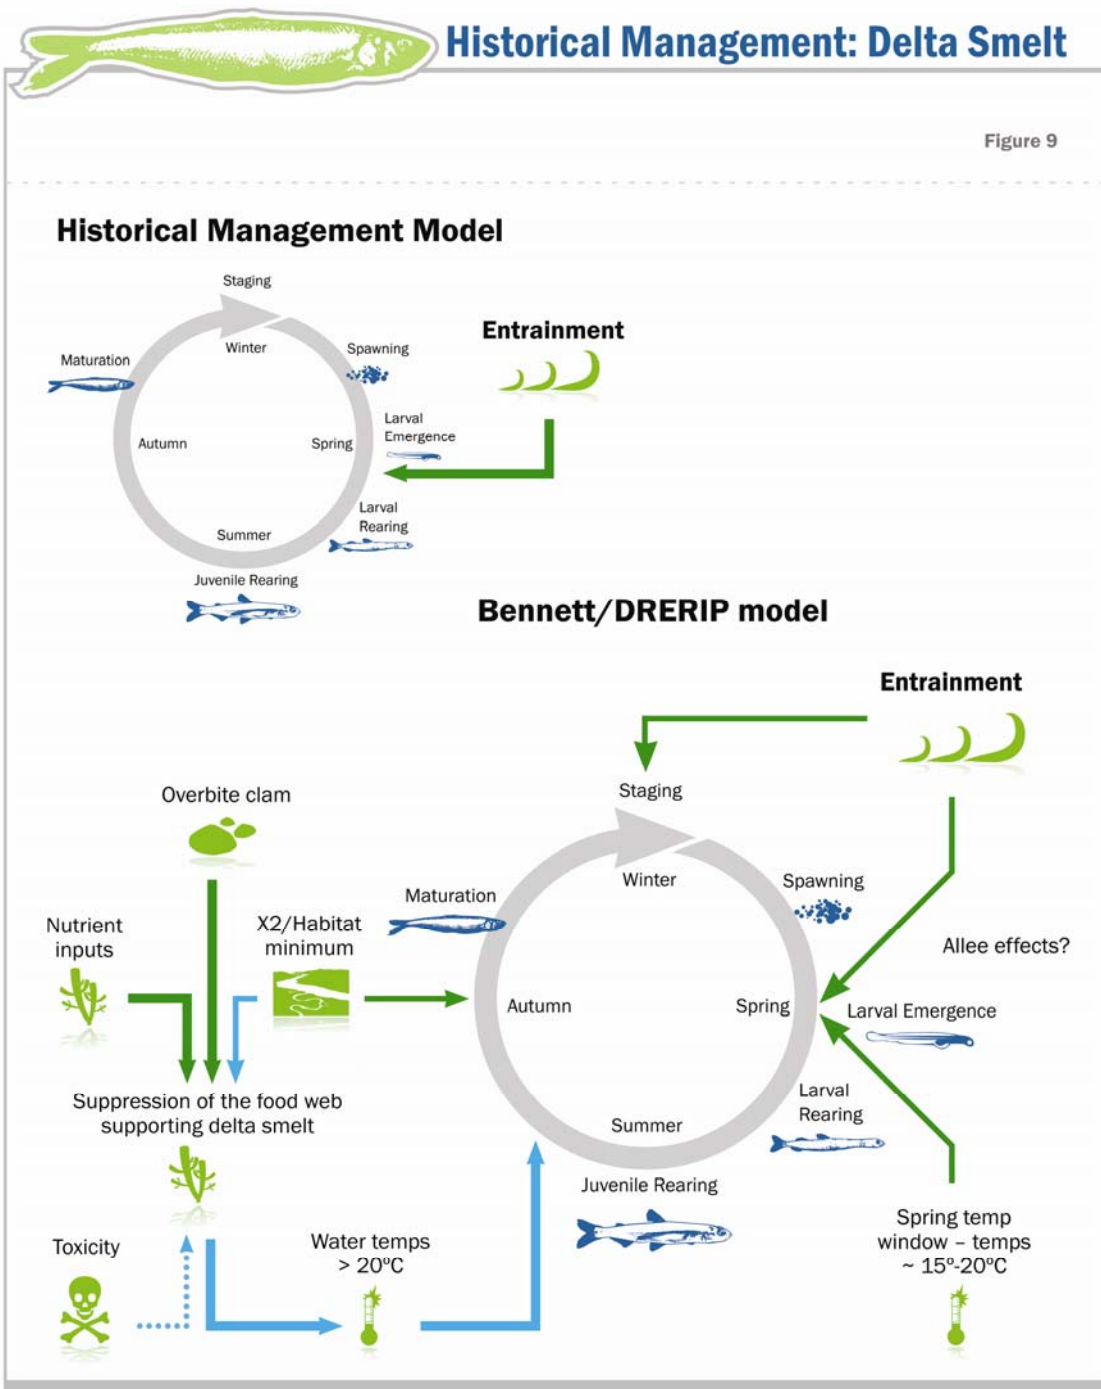 Historical Management: Delta Smelt
Figure 9
Historical Management Model
Staging
Winter
Spawning
Entrainment
Maturation
Larval
Emergence
Autumn
Spring
Larval
Rearing
Summer
Juvenile Rearing
Bennett/DRERIP model
Entrainment
Staging
Overbite clam
Winter
Spawning
Maturation
Nutrient
inputs
X2/Habitat
minimum
Allee effects?
Autumn
Spring
Larval Emergence
Suppression of the food web
supporting delta smelt
Larval
Rearing
Summer
Juvenile Rearing
Toxicity
Water temps
> 20ºC
Spring temp
window – temps
~ 15º-20ºC